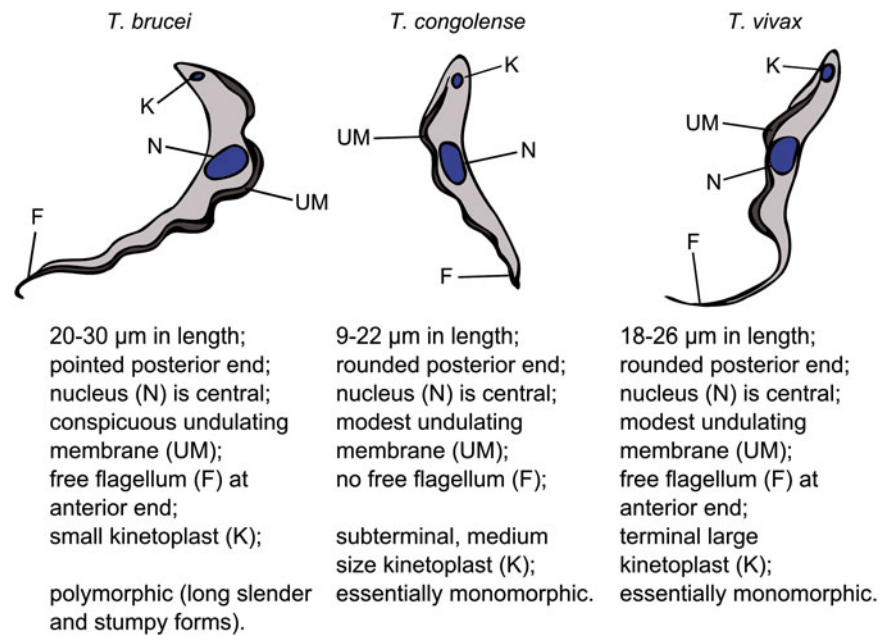 T. brucei
K
N
UM
F
20-30 µm in length;
pointed posterior end;
nucleus (N) is central;
conspicuous undulating
membrane (UM);
free flagellum (F) at
anterior end;
small kinetoplast (K);
polymorphic (long slender
and stumpy forms).
T. congolense
K
UM
N
F
9-22 µm in length;
rounded posterior end;
nucleus (N) is central;
modest undulating
membrane (UM);
no free flagellum (F);
subterminal, medium
size kinetoplast (K);
essentially monomorphic.
T. vivax
K
UM
N
F
18-26 µm in length;
rounded posterior end;
nucleus (N) is central;
modest undulating
membrane (UM);
free flagellum (F) at
anterior end;
terminal large
kinetoplast (K);
essentially monomorphic.